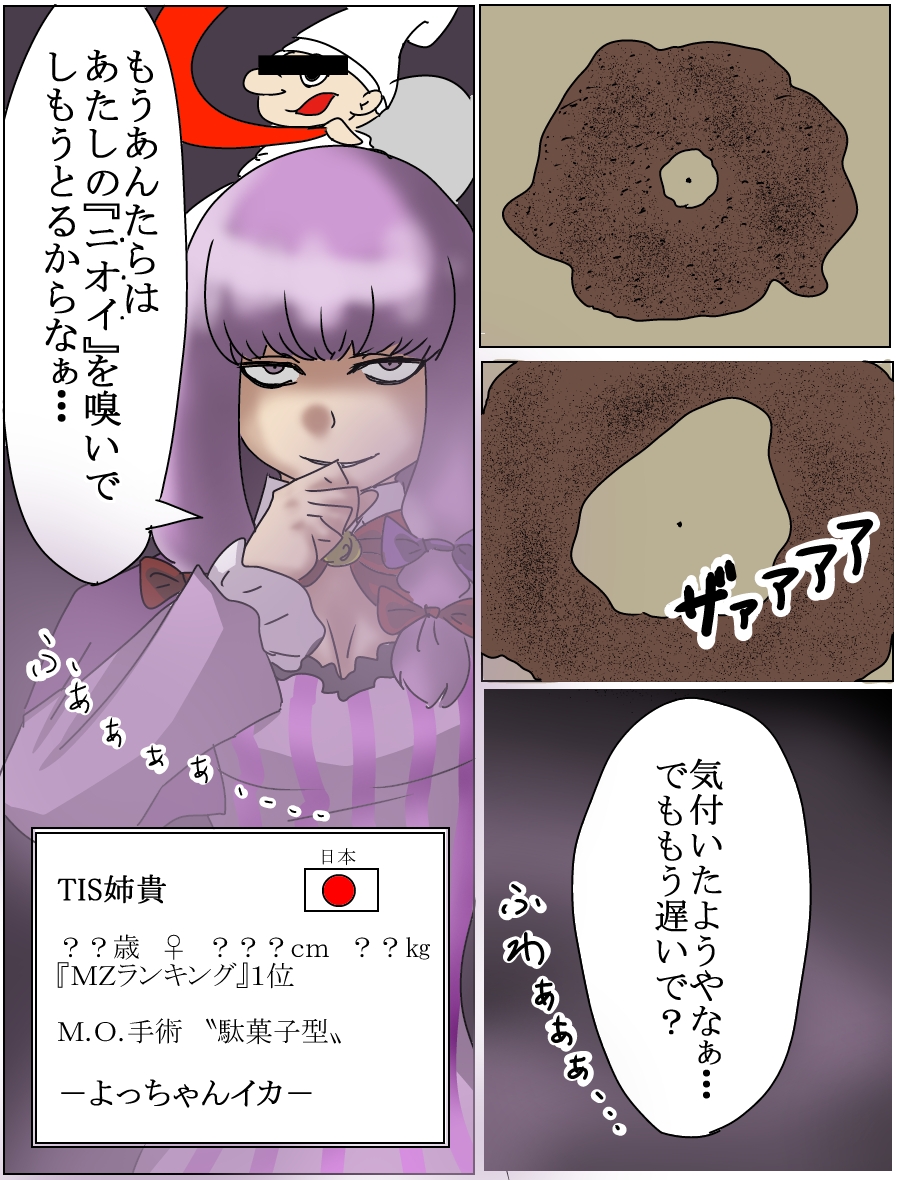 ザァァアア
気付いたようやなぁ…
でももう遅いで？
ふわぁぁぁ・・・・
もうあんたらは
あたしの『ニオイ』を嗅いで
しもうとるからなぁ…
ふぁぁぁぁ・・・・・
日本
TIS姉貴
？？歳　♀　？？？cm　？？㎏
『MZランキング』1位
M.O.手術　〝駄菓子型〟
－よっちゃんイカ－